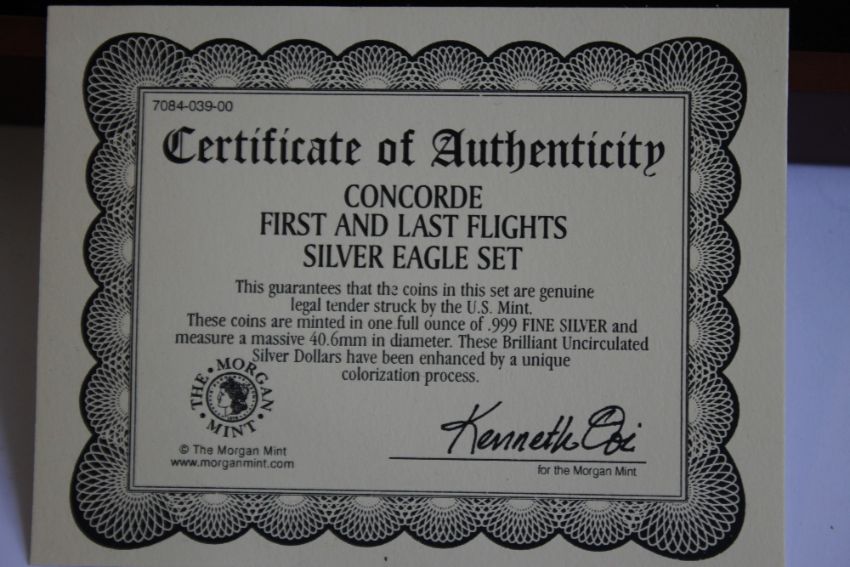 7084-039-00
Certificate of Authenticity
CONCORDE
FIRST AND LAST FLIGHTS
SILVER EAGLE SET
This guarantees that the coins in this set are genuine
legal tender struck by the U.S. Mint.
These coins are minted in one full ounce of .999 FINE SILVER and
measure a massive 40.6mm in diameter. These Brilliant Uncirculated
Silver Dollars have been enhanced by a unique
colorization process.
THE MORGAN MINT
© The Morgan Mint
www.morganmint.com
Kenneth
for the Morgan Mint